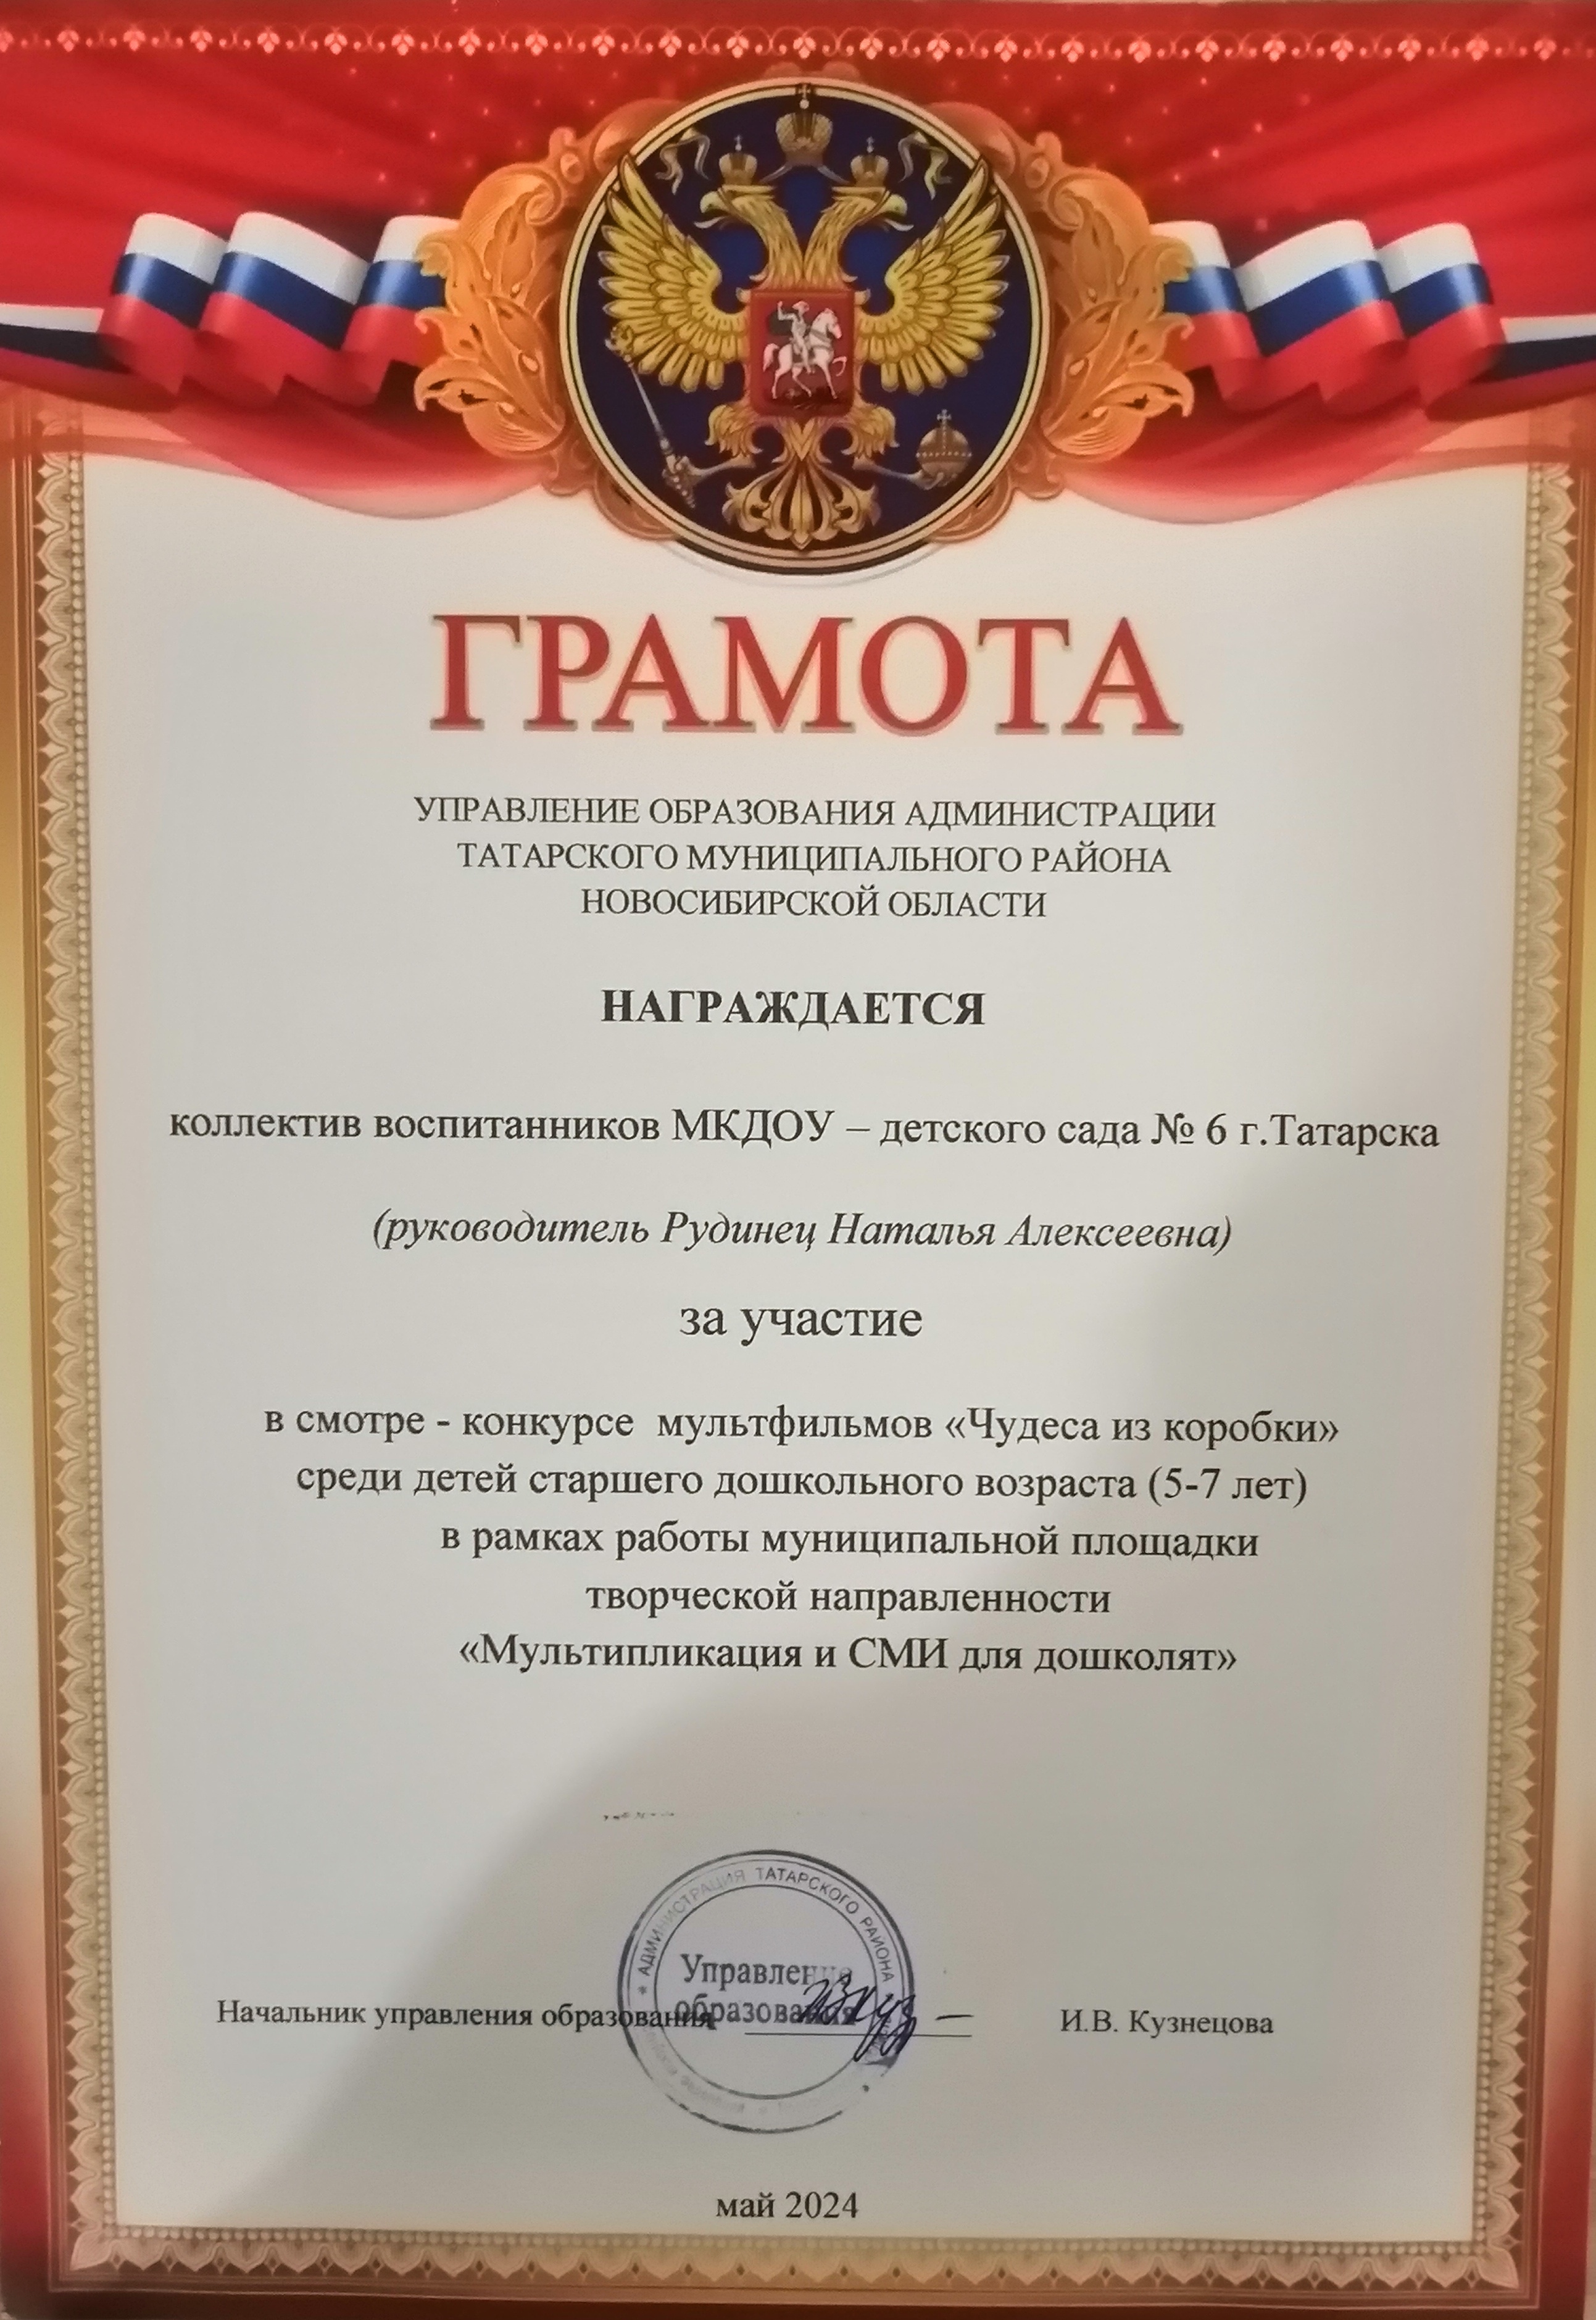 ГРАМОТА
УПРАВЛЕНИЕ ОБРАЗОВАНИЯ АДМИНИСТРАЦИИ
ТАТАРСКОГО МУНИЦИПАЛЬНОГО РАЙОНА
НОВОСИБИРСКОЙ ОБЛАСТИ
НАГРАЖДАЕТСЯ
коллектив воспитанников МКДОУ – детского сада № 6 г.Татарска
(руководитель Рудинец Наталья Алексеевна)
за участие
в смотре - конкурсе мультфильмов «Чудеса из коробки»
среди детей старшего дошкольного возраста (5-7 лет)
в рамках работы муниципальной площадки
творческой направленности
«Мультипликация и СМИ для дошколят»
* АДМИНИСТРАЦИЯ ТАТАРСКОГО РАЙОНА
Управление
образования
Начальник управления образования И.В. Кузнецова
май 2024